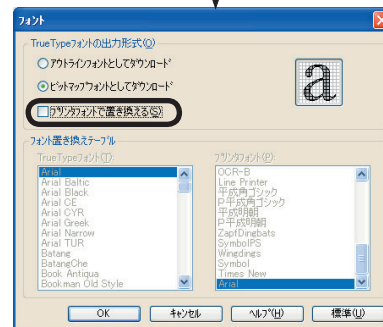 フォント
TrueTypeフォントの出力形式(O)
アウトラインフォントとしてダウンロード
ビットマップフォントとしてダウンロード
プリンタフォントで置き換える(S)
a
フォント置き換えテーブル
TrueTypeフォント(T):
プリンタフォント(P):
Arial
Arial Baltic
Arial Black
Arial CE
Arial CYR
Arial Greek
Arial Narrow
Arial TUR
Batang
BatangChe
Book Antiqua
Bookman Old Style
OCR-B
Line Printer
平成角ゴシック
P平成角ゴシック
平成明朝
P平成明朝
ZapfDingbats
SymbolPS
Wingdings
Symbol
Times New
Arial
OK
キャンセル
ヘルプ(H)
標準(U)